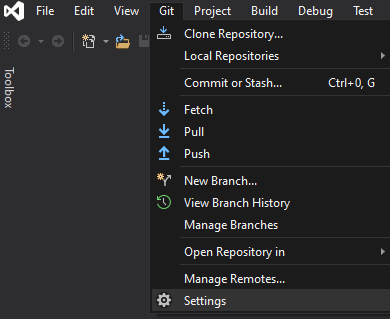 File Edit View Git Project Build Debug Test
Clone Repository...
Local Repositories
Commit or Stash... Ctrl+0, G
Fetch
Pull
Push
New Branch...
View Branch History
Manage Branches
Open Repository in
Manage Remotes...
Settings
Toolbox